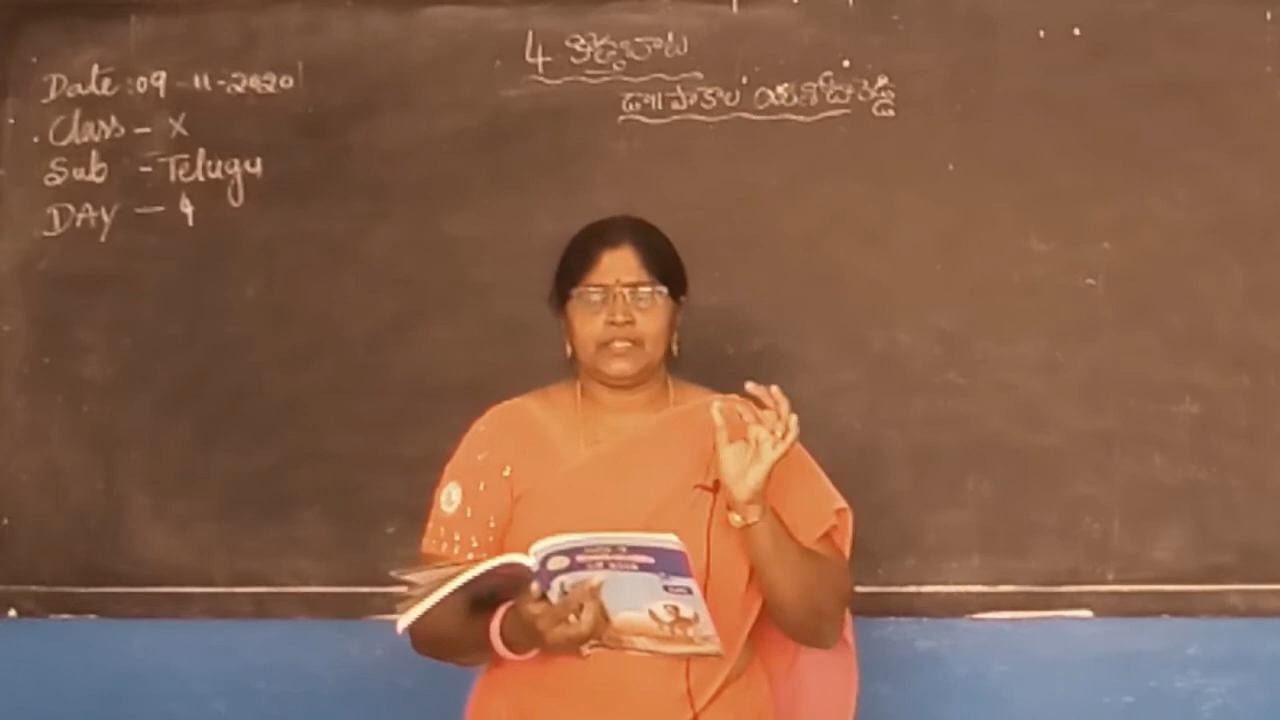 Date : 09 - 11 - 2020
Class - X
Sub - Telugu
DAY - 4
4 కొత్తబాట
డా॥ పాకాల యశోదారెడ్డి